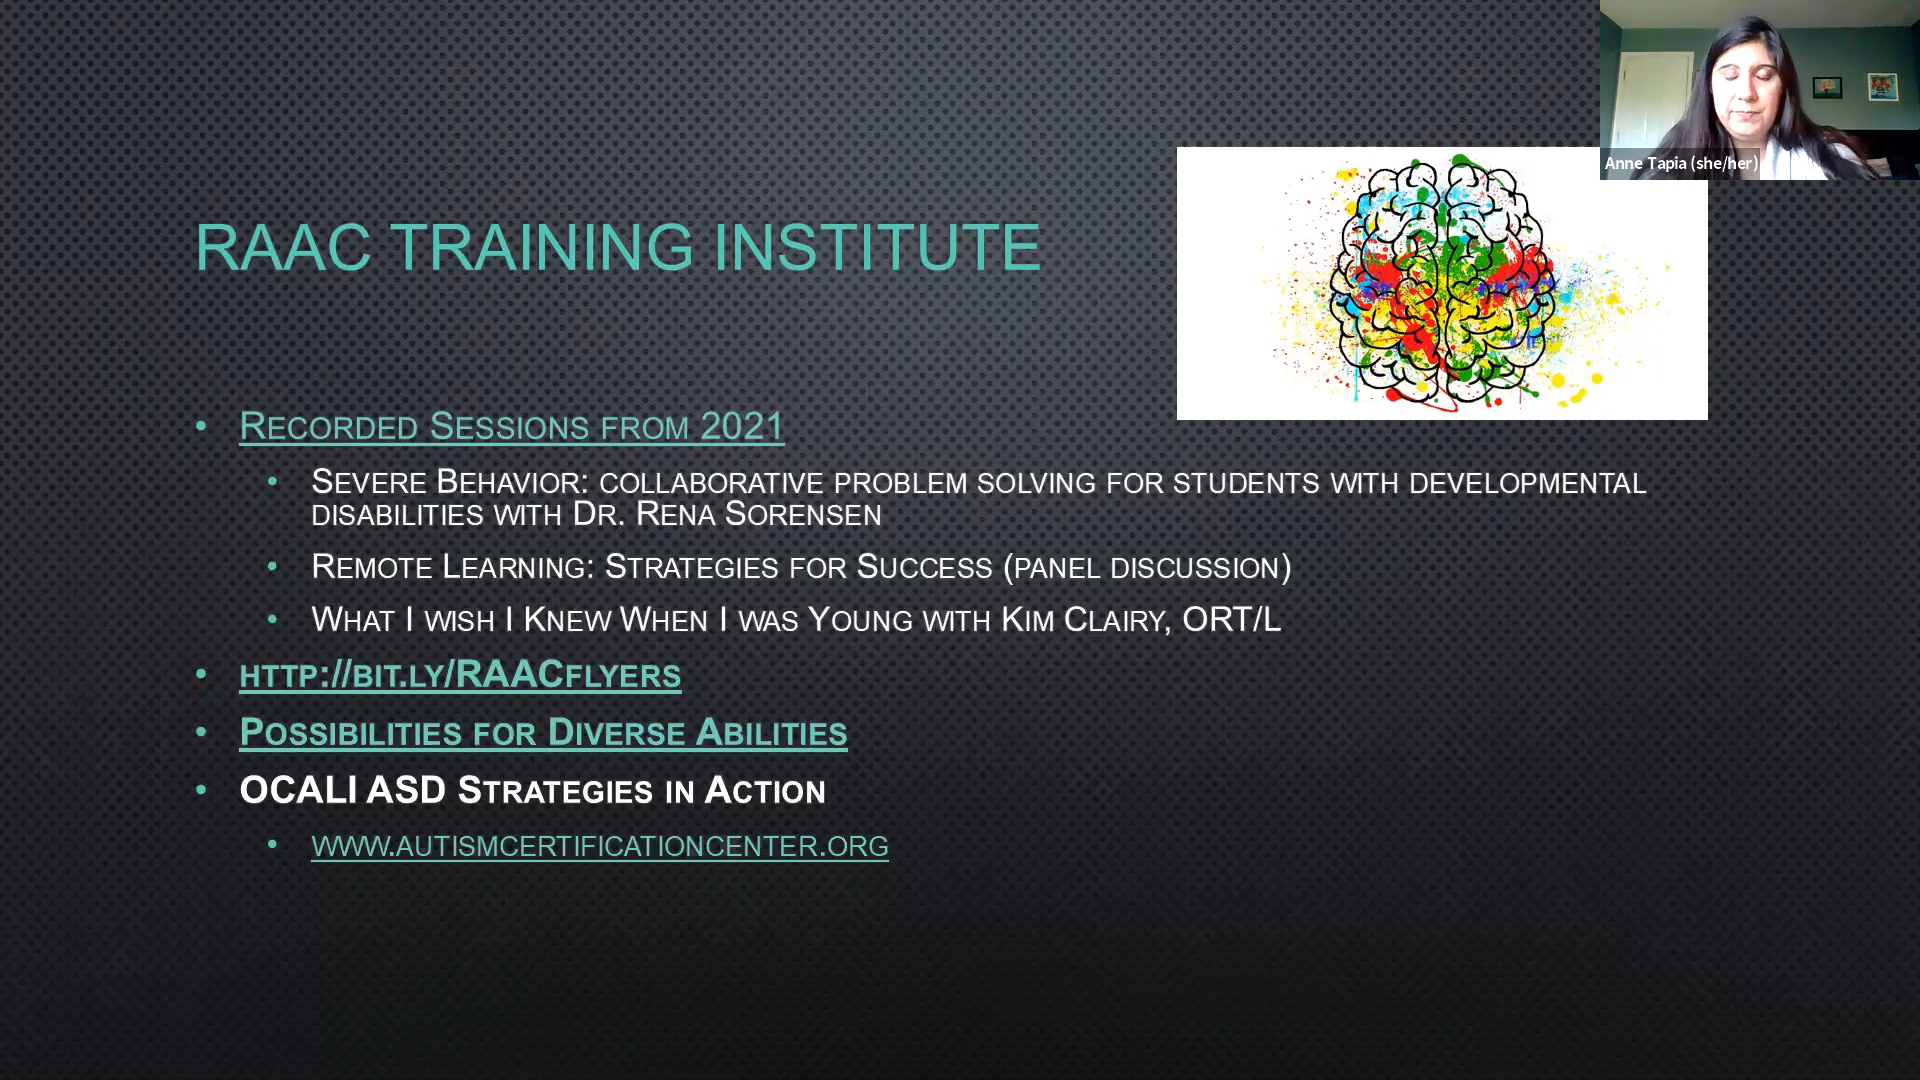 Anne Tapia (she/her)
RAAC TRAINING INSTITUTE
• RECORDED SESSIONS FROM 2021
• SEVERE BEHAVIOR: COLLABORATIVE PROBLEM SOLVING FOR STUDENTS WITH DEVELOPMENTAL
DISABILITIES WITH DR. RENA SORENSEN
• REMOTE LEARNING: STRATEGIES FOR SUCCESS (PANEL DISCUSSION)
• WHAT I WISH I KNEW WHEN I WAS YOUNG WITH KIM CLAIRY, ORT/L
• HTTP://BIT.LY/RAACFLYERS
• POSSIBILITIES FOR DIVERSE ABILITIES
• OCALI ASD STRATEGIES IN ACTION
• WWW.AUTISMCERTIFICATIONCENTER.ORG